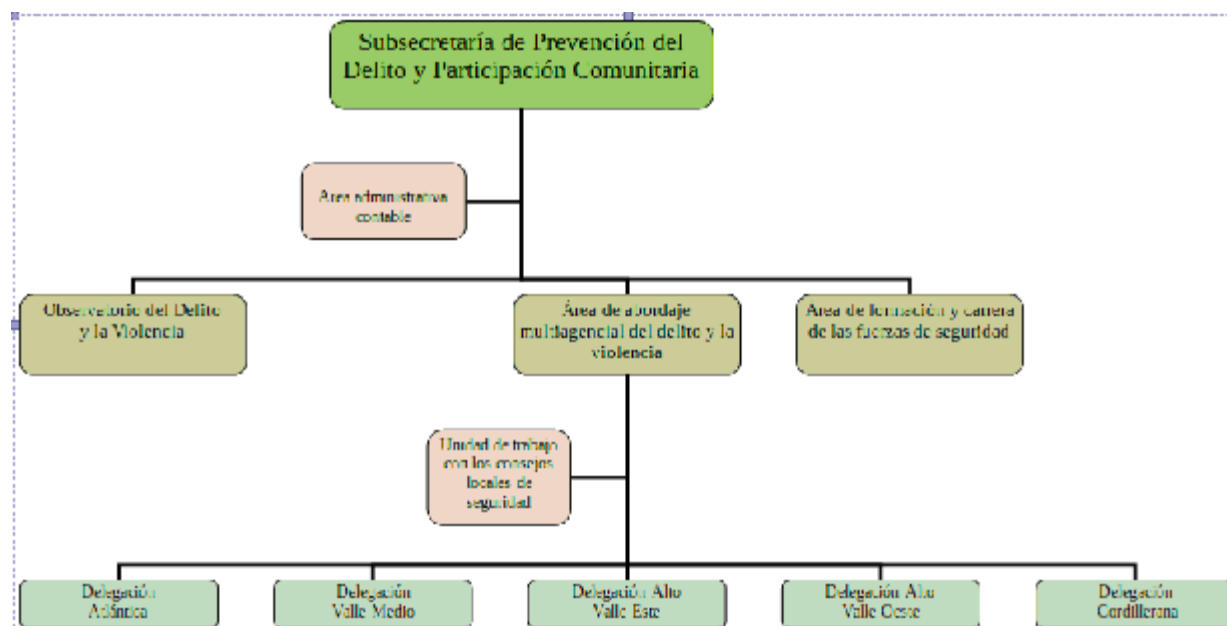 Subsecretaría de Prevención del
Delito y Participación Comunitaria
Area administrativa
contable
Observatorio del Delito
y la Violencia
Área de abordaje
multiagencial del delito y la
violencia
Area de formación y carrera
de las fuerzas de seguridad
Unidad de trabajo
con los consejos
locales de
seguridad
Delegación
Atlántica
Delegación
Valle Medio
Delegación Alto
Valle Este
Delegación Alto
Valle Oeste
Delegación
Cordillerana